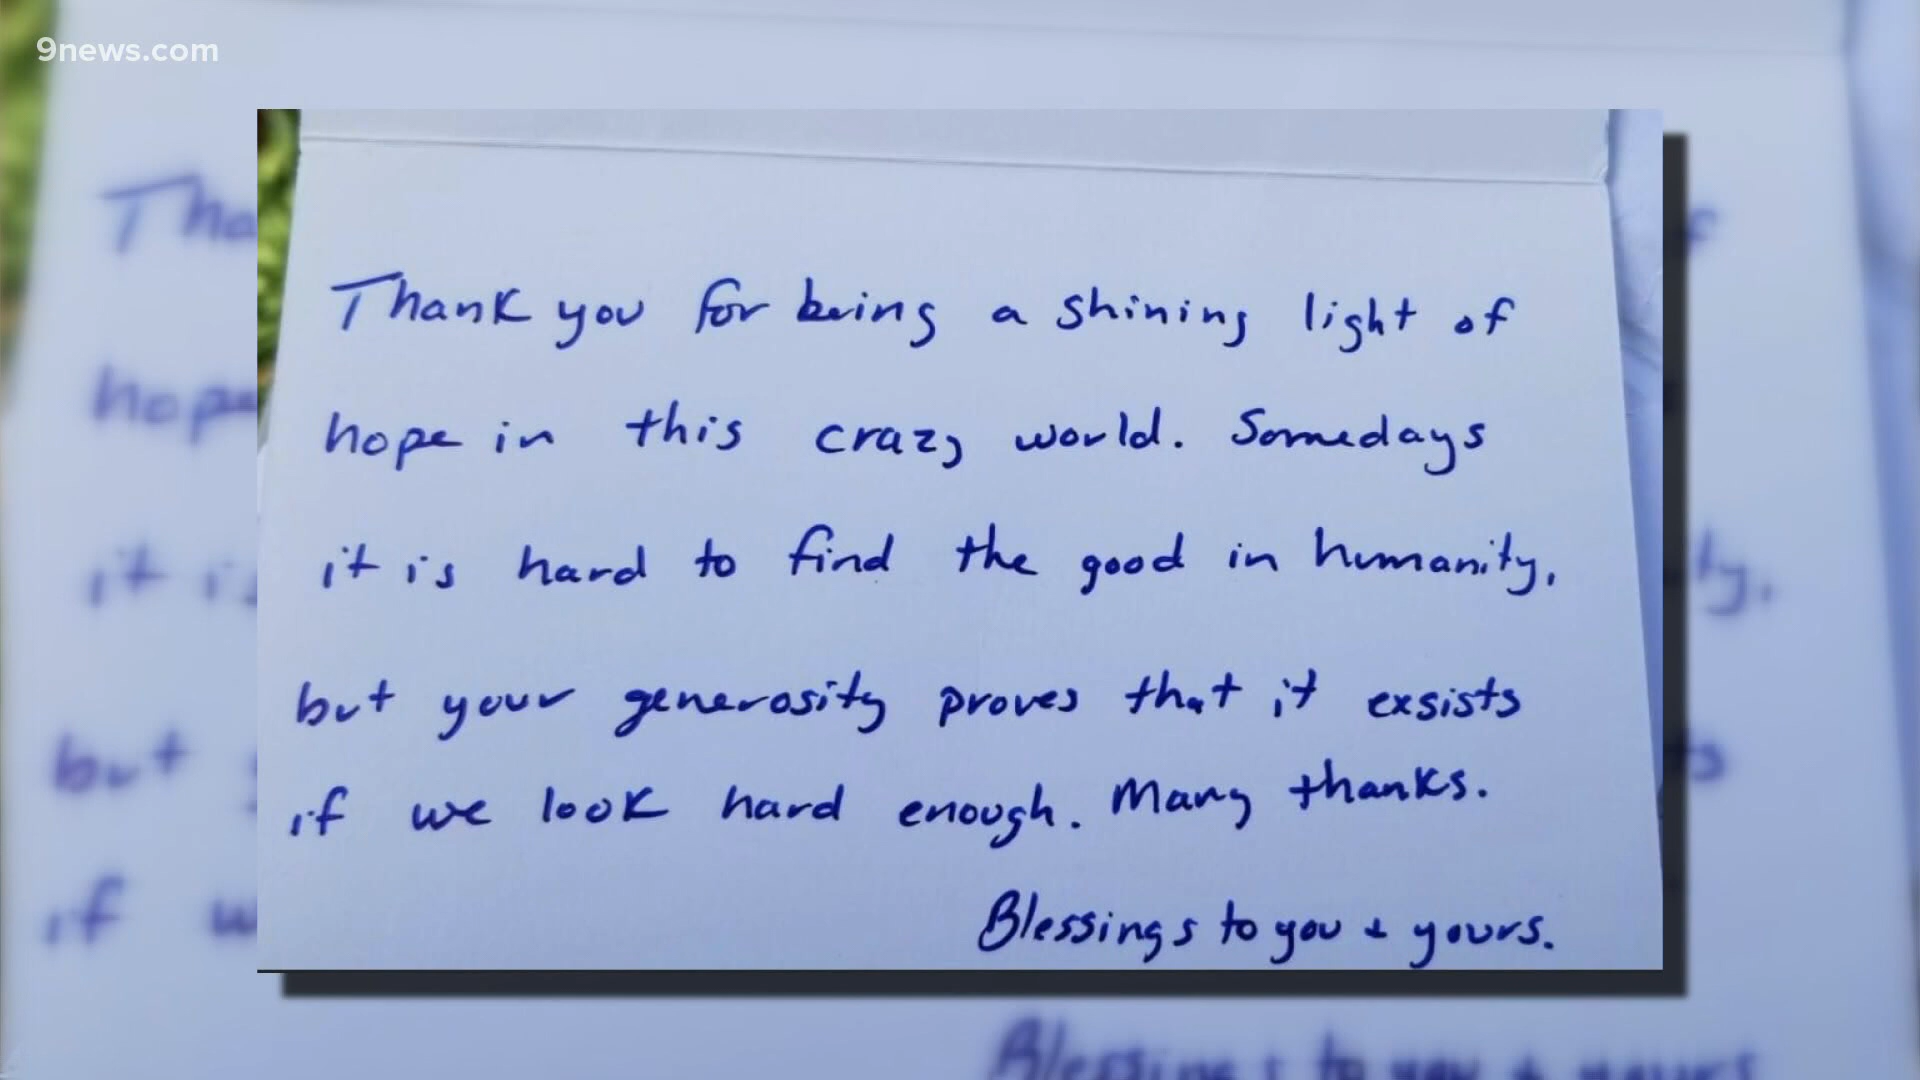 9news.com
Thank you for being a shining light of
hope in this crazy world. Somedays
it is hard to find the good in humanity,
but your generosity proves that it exsists
if we look hard enough. Many thanks.
Blessings to you + yours.